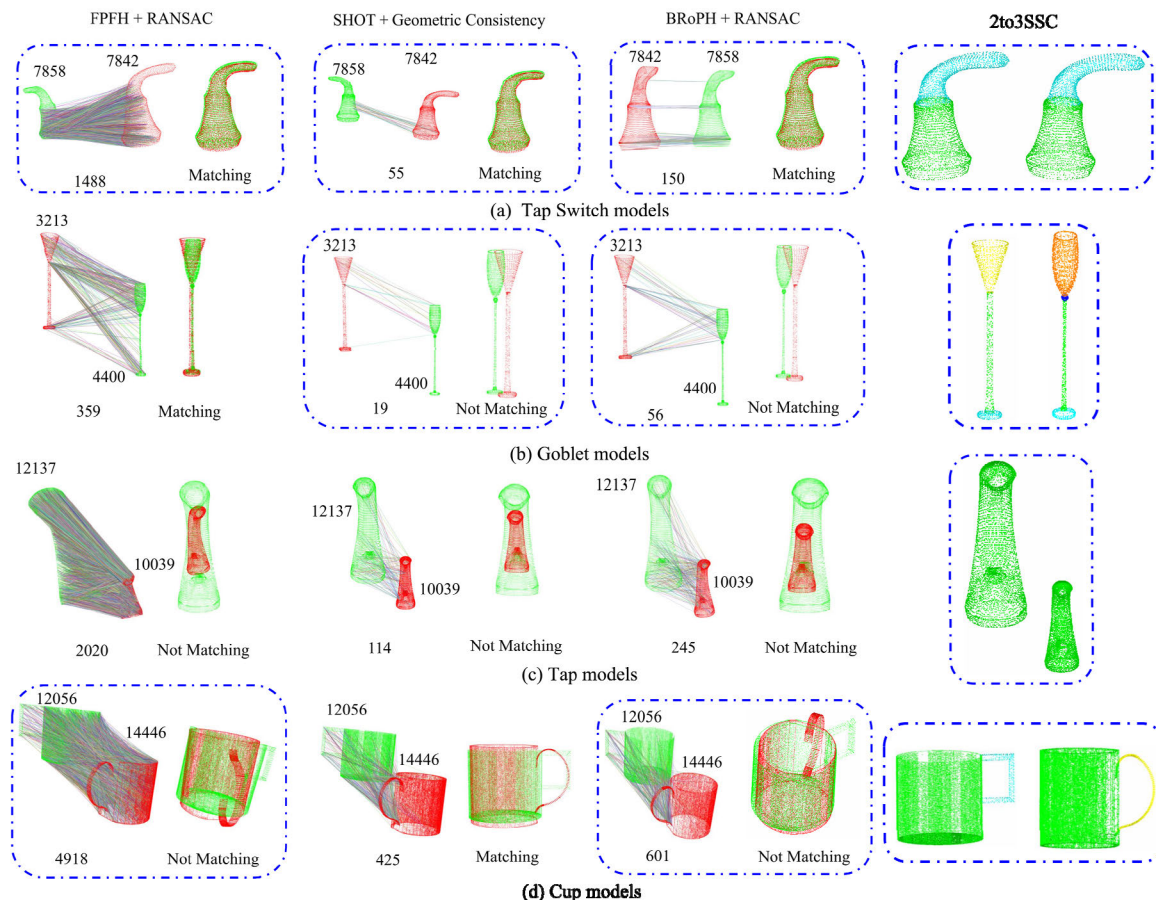 FPFH + RANSAC SHOT + Geometric Consistency BRoPH + RANSAC 2to3SSC
7858 7842 7858 7842 7842 7858
1488 Matching 55 Matching 150 Matching
(a) Tap Switch models
3213 3213 3213
4400 4400 4400
359 Matching 19 Not Matching 56 Not Matching
(b) Goblet models
12137 12137 12137
10039 10039 10039
2020 Not Matching 114 Not Matching 245 Not Matching
(c) Tap models
12056 12056 12056
14446 14446 14446
4918 Not Matching 425 Matching 601 Not Matching
(d) Cup models